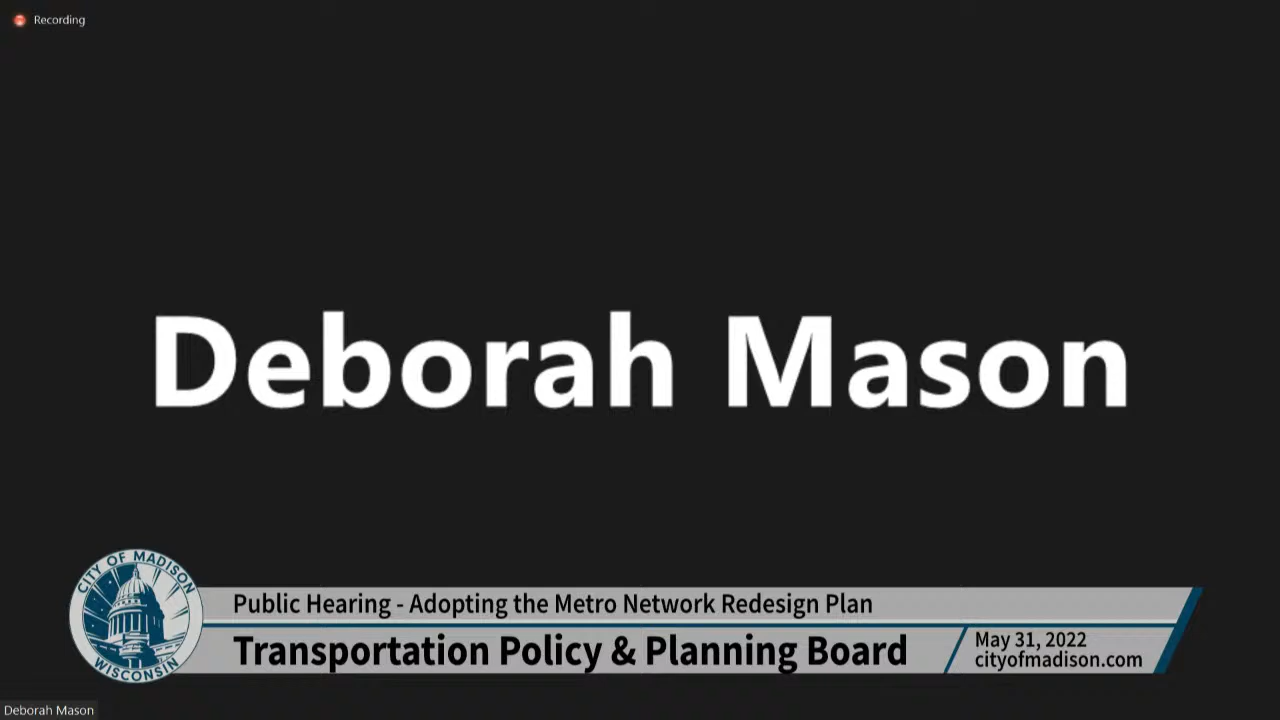 Recording
Deborah Mason
CITY OF MADISON
WISCONSIN
Public Hearing - Adopting the Metro Network Redesign Plan
Transportation Policy & Planning Board
May 31, 2022
cityofmadison.com
Deborah Mason